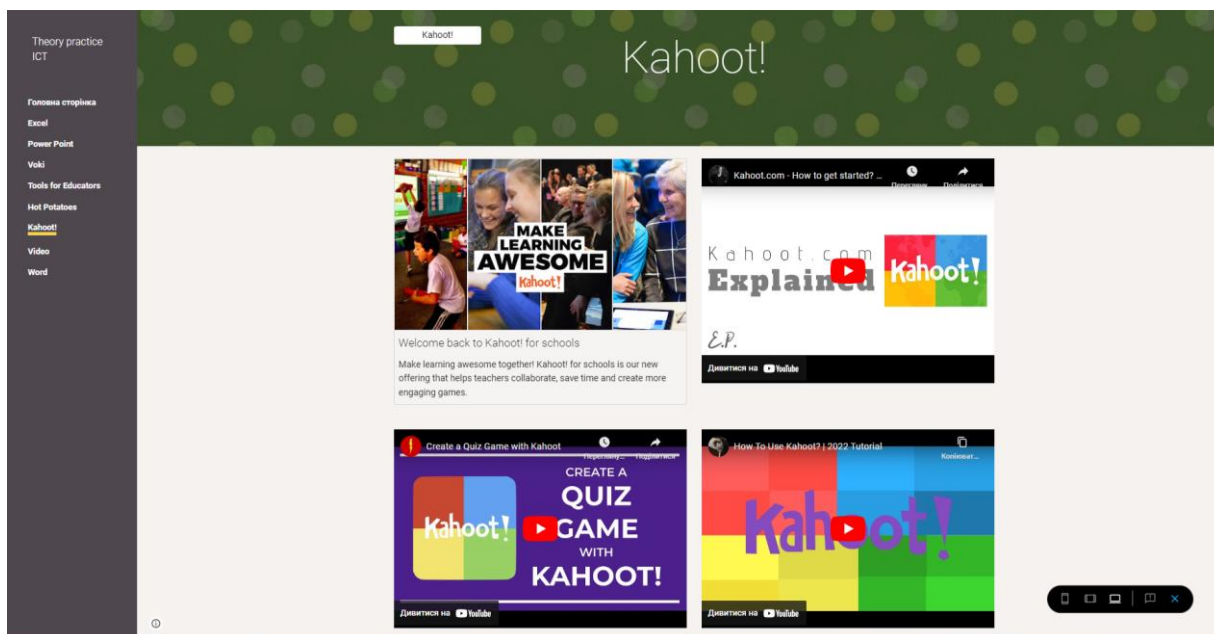 Theory practice
ICT
Головна сторінка
Excel
Power Point
Voki
Tools for Educators
Hot Potatoes
Kahoot!
Video
Word
Kahoot!
Kahoot!
MAKE
LEARNING
AWESOME
Kahoot!
Welcome back to Kahoot! for schools
Make learning awesome together! Kahoot! for schools is our new
offering that helps teachers collaborate, save time and create more
engaging games.
Kahoot.com - How to get started? ...
Поділитися
Kahoot.com
Explained
Kahoot!
E.P.
Дивитися на YouTube
Create a Quiz Game with Kahoot
Перегляну... Поділитися
CREATE A
QUIZ
GAME
WITH
KAHOOT!
Kahoot!
Дивитися на YouTube
How To Use Kahoot? | 2022 Tutorial
Копіюват...
Kahoot!
Дивитися на YouTube